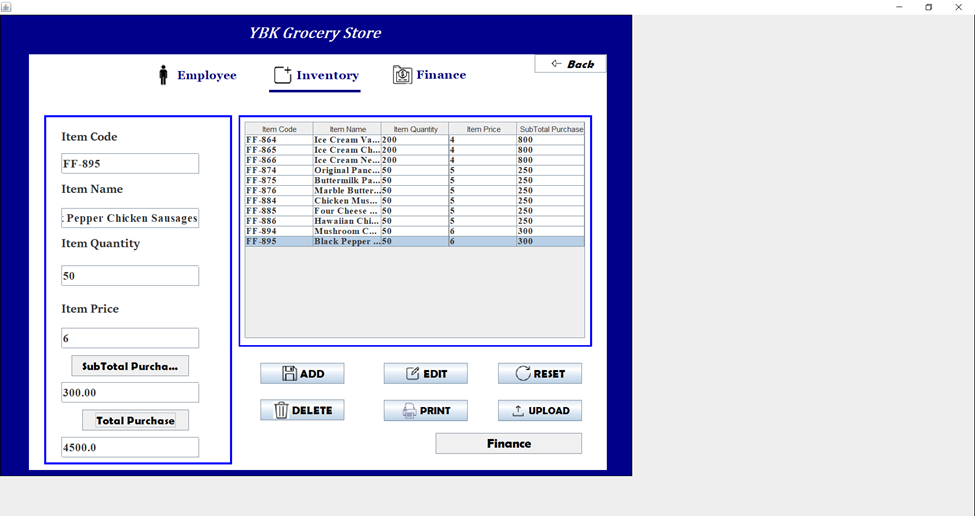 YBK Grocery Store
Back
Employee Inventory Finance
Item Code
FF-895
Item Name
Pepper Chicken Sausages
Item Quantity
50
Item Price
6
SubTotal Purcha...
300.00
Total Purchase
4500.0
Item Code Item Name Item Quantity Item Price SubTotal Purchase
FF-864 Ice Cream Va... 200 4 800
FF-865 Ice Cream Ch... 200 4 800
FF-866 Ice Cream Ne... 200 4 800
FF-874 Original Panc... 50 5 250
FF-875 Buttermilk Pa... 50 5 250
FF-876 Marble Butter... 50 5 250
FF-884 Chicken Mus... 50 5 250
FF-885 Four Cheese ... 50 5 250
FF-886 Hawaiian Chi... 50 5 250
FF-894 Mushroom C... 50 6 300
FF-895 Black Pepper ... 50 6 300
ADD EDIT RESET
DELETE PRINT UPLOAD
Finance